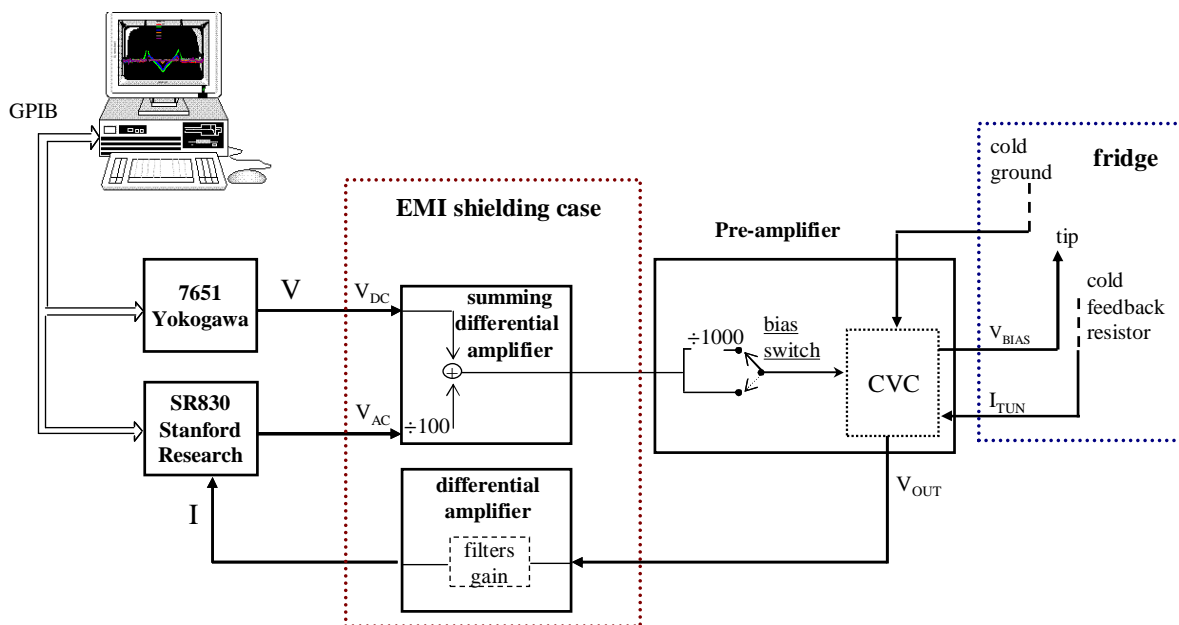 GPIB
cold
ground
fridge
EMI shielding case
Pre-amplifier
tip
7651
Yokogawa
V
V_DC
summing
differential
amplifier
÷1000
bias
switch
cold
feedback
resistor
V_BIAS
CVC
SR830
Stanford
Research
V_AC
÷100
+
I_TUN
I
differential
amplifier
filters
gain
V_OUT